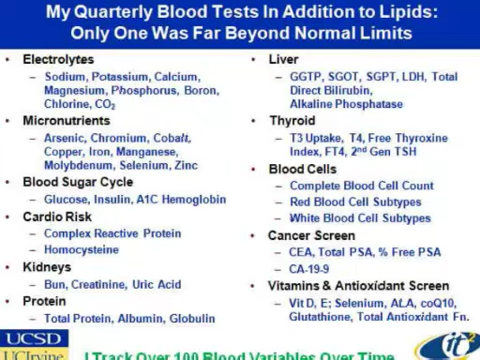 My Quarterly Blood Tests In Addition to Lipids:
Only One Was Far Beyond Normal Limits
• Electrolytes
– Sodium, Potassium, Calcium,
Magnesium, Phosphorus, Boron,
Chlorine, CO2
• Micronutrients
– Arsenic, Chromium, Cobalt,
Copper, Iron, Manganese,
Molybdenum, Selenium, Zinc
• Blood Sugar Cycle
– Glucose, Insulin, A1C Hemoglobin
• Cardio Risk
– Complex Reactive Protein
– Homocysteine
• Kidneys
– Bun, Creatinine, Uric Acid
• Protein
– Total Protein, Albumin, Globulin
• Liver
– GGTP, SGOT, SGPT, LDH, Total
Direct Bilirubin,
Alkaline Phosphatase
• Thyroid
– T3 Uptake, T4, Free Thyroxine
Index, FT4, 2nd Gen TSH
• Blood Cells
– Complete Blood Cell Count
– Red Blood Cell Subtypes
– White Blood Cell Subtypes
• Cancer Screen
– CEA, Total PSA, % Free PSA
– CA-19-9
• Vitamins & Antioxidant Screen
– Vit D, E; Selenium, ALA, coQ10,
Glutathione, Total Antioxidant Fn.
UCSD
UCIrvine
I Track Over 100 Blood Variables Over Time
it2